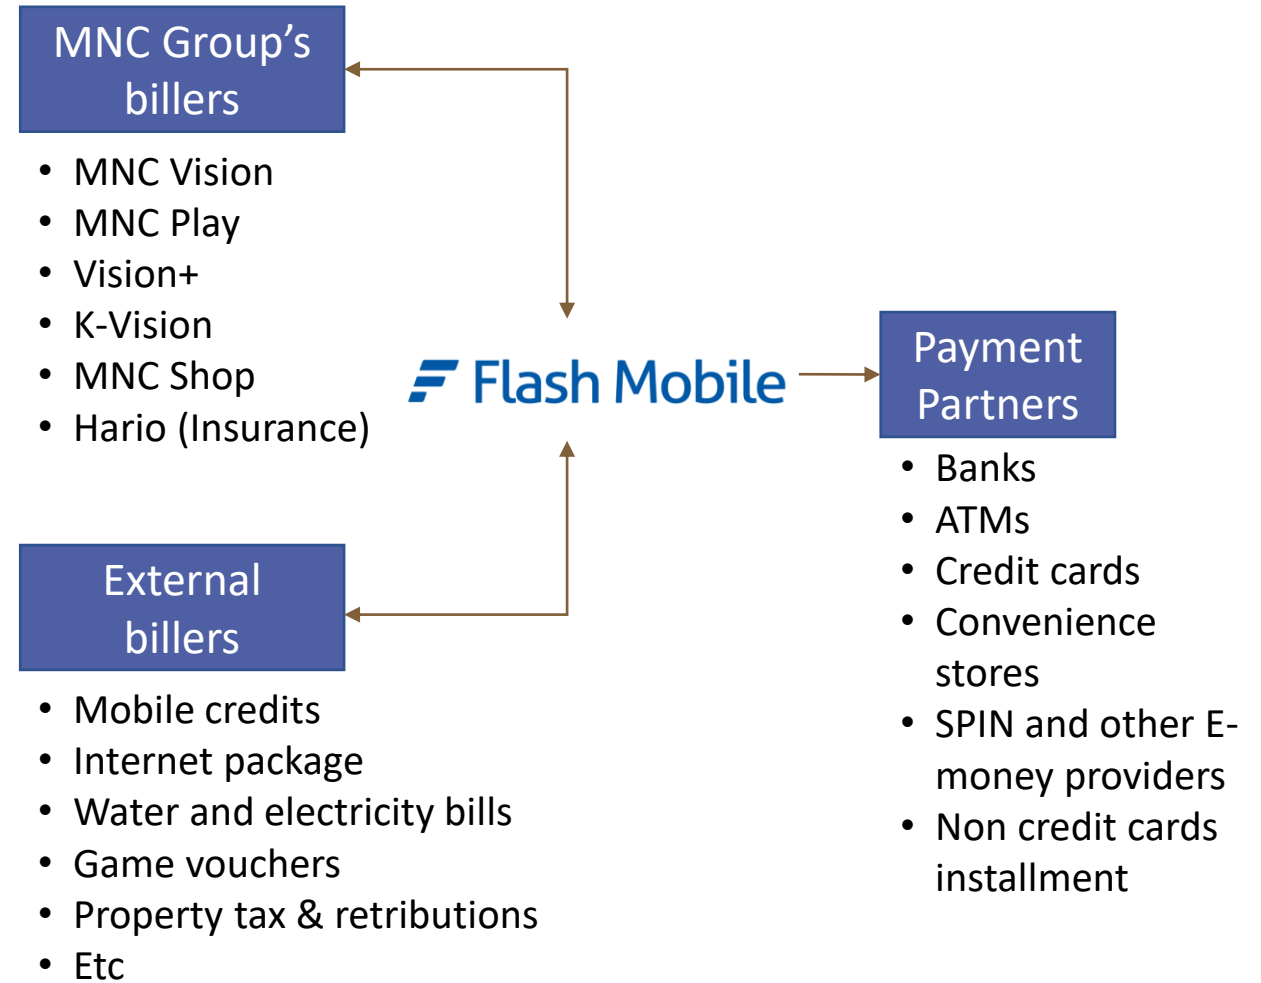 MNC Group's
billers
• MNC Vision
• MNC Play
• Vision+
• K-Vision
• MNC Shop
• Hario (Insurance)
Flash Mobile
External
billers
• Mobile credits
• Internet package
• Water and electricity bills
• Game vouchers
• Property tax & retributions
• Etc
Payment
Partners
• Banks
• ATMs
• Credit cards
• Convenience
stores
• SPIN and other E-
money providers
• Non credit cards
installment